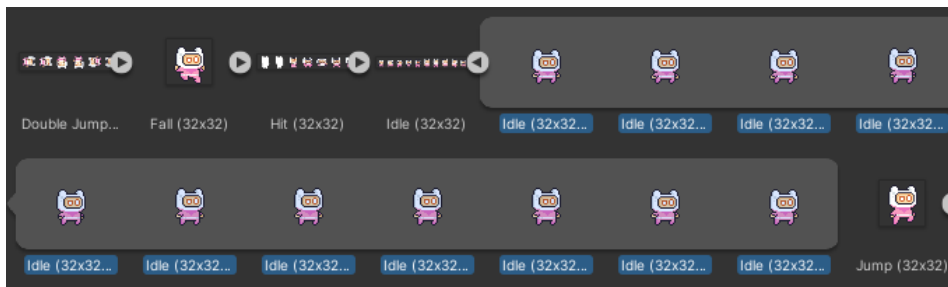 Double Jump... Fall (32x32) Hit (32x32) Idle (32x32) Idle (32x32... Idle (32x32... Idle (32x32... Idle (32x32...
Idle (32x32... Idle (32x32... Idle (32x32... Idle (32x32... Idle (32x32... Idle (32x32... Idle (32x32... Jump (32x32)